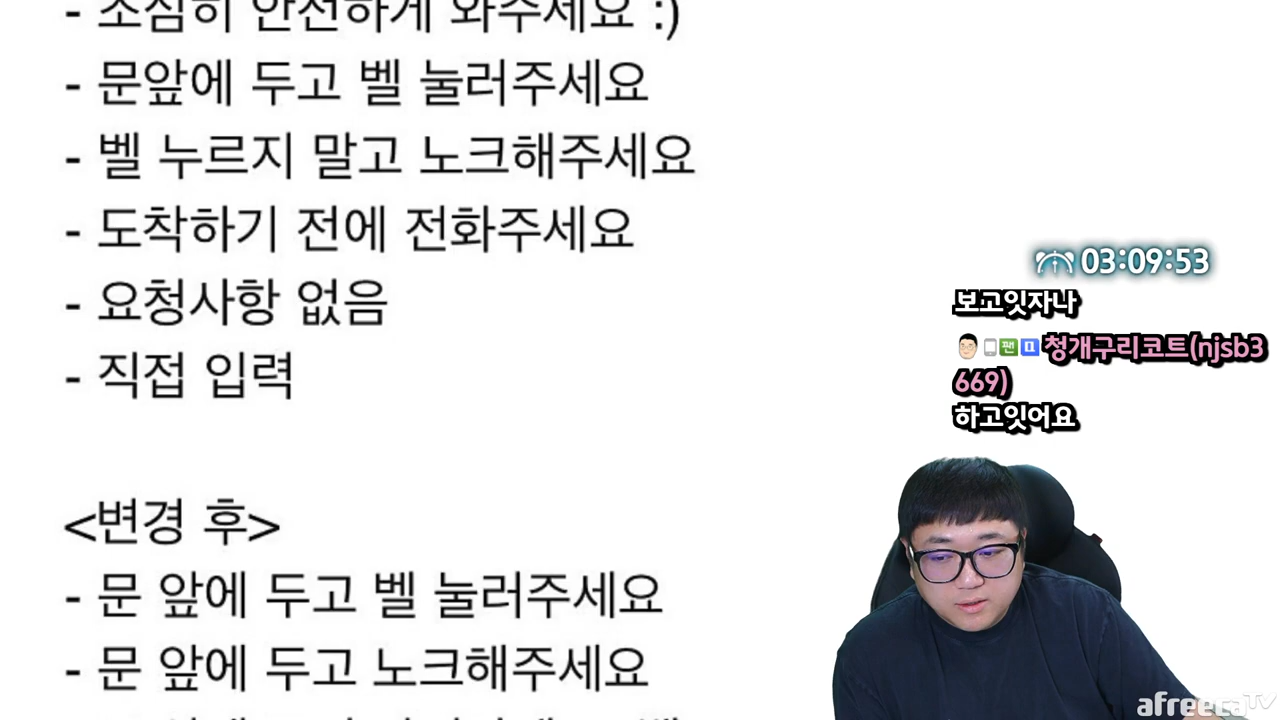 - 조심히 안전하게 와주세요 :)
- 문앞에 두고 벨 눌러주세요
- 벨 누르지 말고 노크해주세요
- 도착하기 전에 전화주세요
- 요청사항 없음
- 직접 입력
<변경 후>
- 문 앞에 두고 벨 눌러주세요
- 문 앞에 두고 노크해주세요
03:09:53
보고잇자나
팬 청개구리코트(njsb3
669)
하고잇어요
afreecaTV